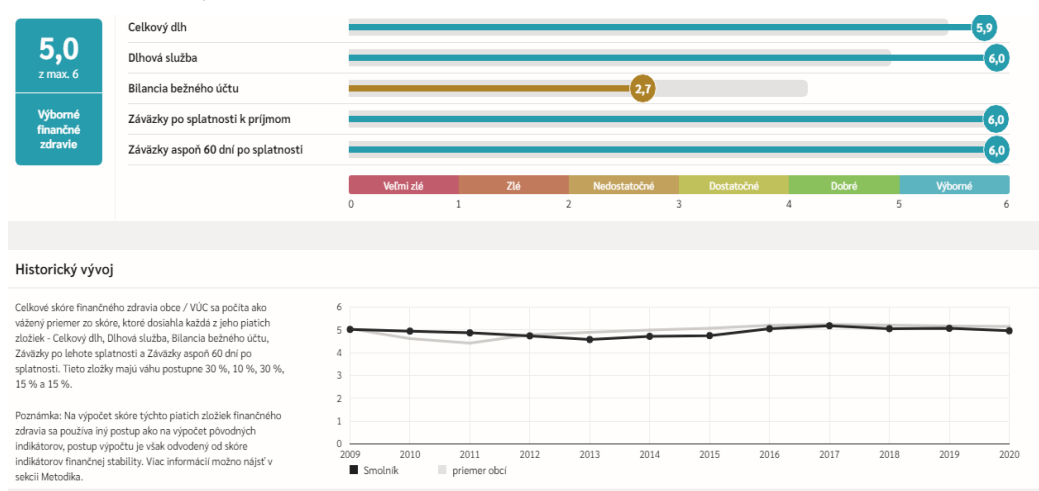 5,0
z max. 6
Výborné
finančné
zdravie
Celkový dlh
5,9
Dlhová služba
6,0
Bilancia bežného účtu
2,7
Záväzky po splatnosti k príjmom
6,0
Záväzky aspoň 60 dní po splatnosti
6,0
Veľmi zlé Zlé Nedostatočné Dostatočné Dobré Výborné
0 1 2 3 4 5 6
Historický vývoj
Celkové skóre finančného zdravia obce / VÚC sa počíta ako
vážený priemer zo skóre, ktoré dosiahla každá z jeho piatich
zložiek - Celkový dlh, Dlhová služba, Bilancia bežného účtu,
Záväzky po lehote splatnosti a Záväzky aspoň 60 dní po
splatnosti. Tieto zložky majú váhu postupne 30 %, 10 %, 30 %,
15 % a 15 %.
Poznámka: Na výpočet skóre týchto piatich zložiek finančného
zdravia sa používa iný postup ako na výpočet pôvodných
indikátorov, postup výpočtu je však odvodený od skóre
indikátorov finančnej stability. Viac informácií možno nájsť v
sekcii Metodika.
6
5
4
3
2
1
0
2009 2010 2011 2012 2013 2014 2015 2016 2017 2018 2019 2020
Smolník priemer obcí